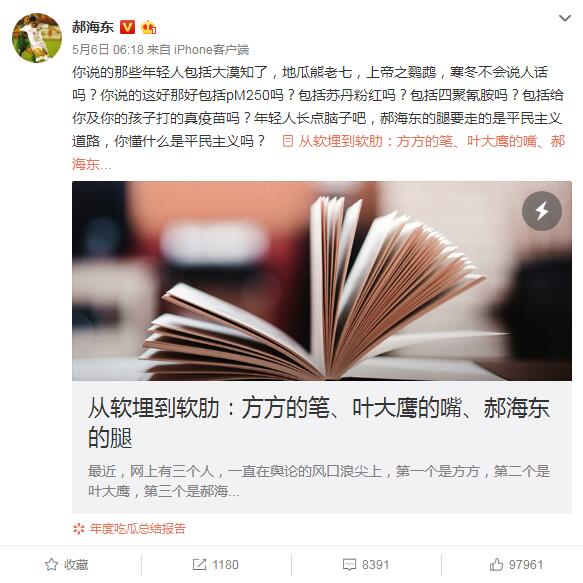 郝海东
5月6日 06:18 来自 iPhone客户端
你说的那些年轻人包括大漠知了，地瓜熊老七，上帝之鹦鹉，寒冬不会说人话
吗？你说的这好那好包括pM250吗？包括苏丹粉红吗？包括四聚氰胺吗？包括给
你及你的孩子打的真疫苗吗？年轻人长点脑子吧，郝海东的腿要走的是平民主义
道路，你懂什么是平民主义吗？ 从软埋到软肋：方方的笔、叶大鹰的嘴、郝
海东...
从软埋到软肋：方方的笔、叶大鹰的嘴、郝海东
的腿
最近，网上有三个人，一直在舆论的风口浪尖上，第一个是方方，第二个是
叶大鹰，第三个是郝海...
年度吃瓜总结报告
收藏 1180 8391 97961